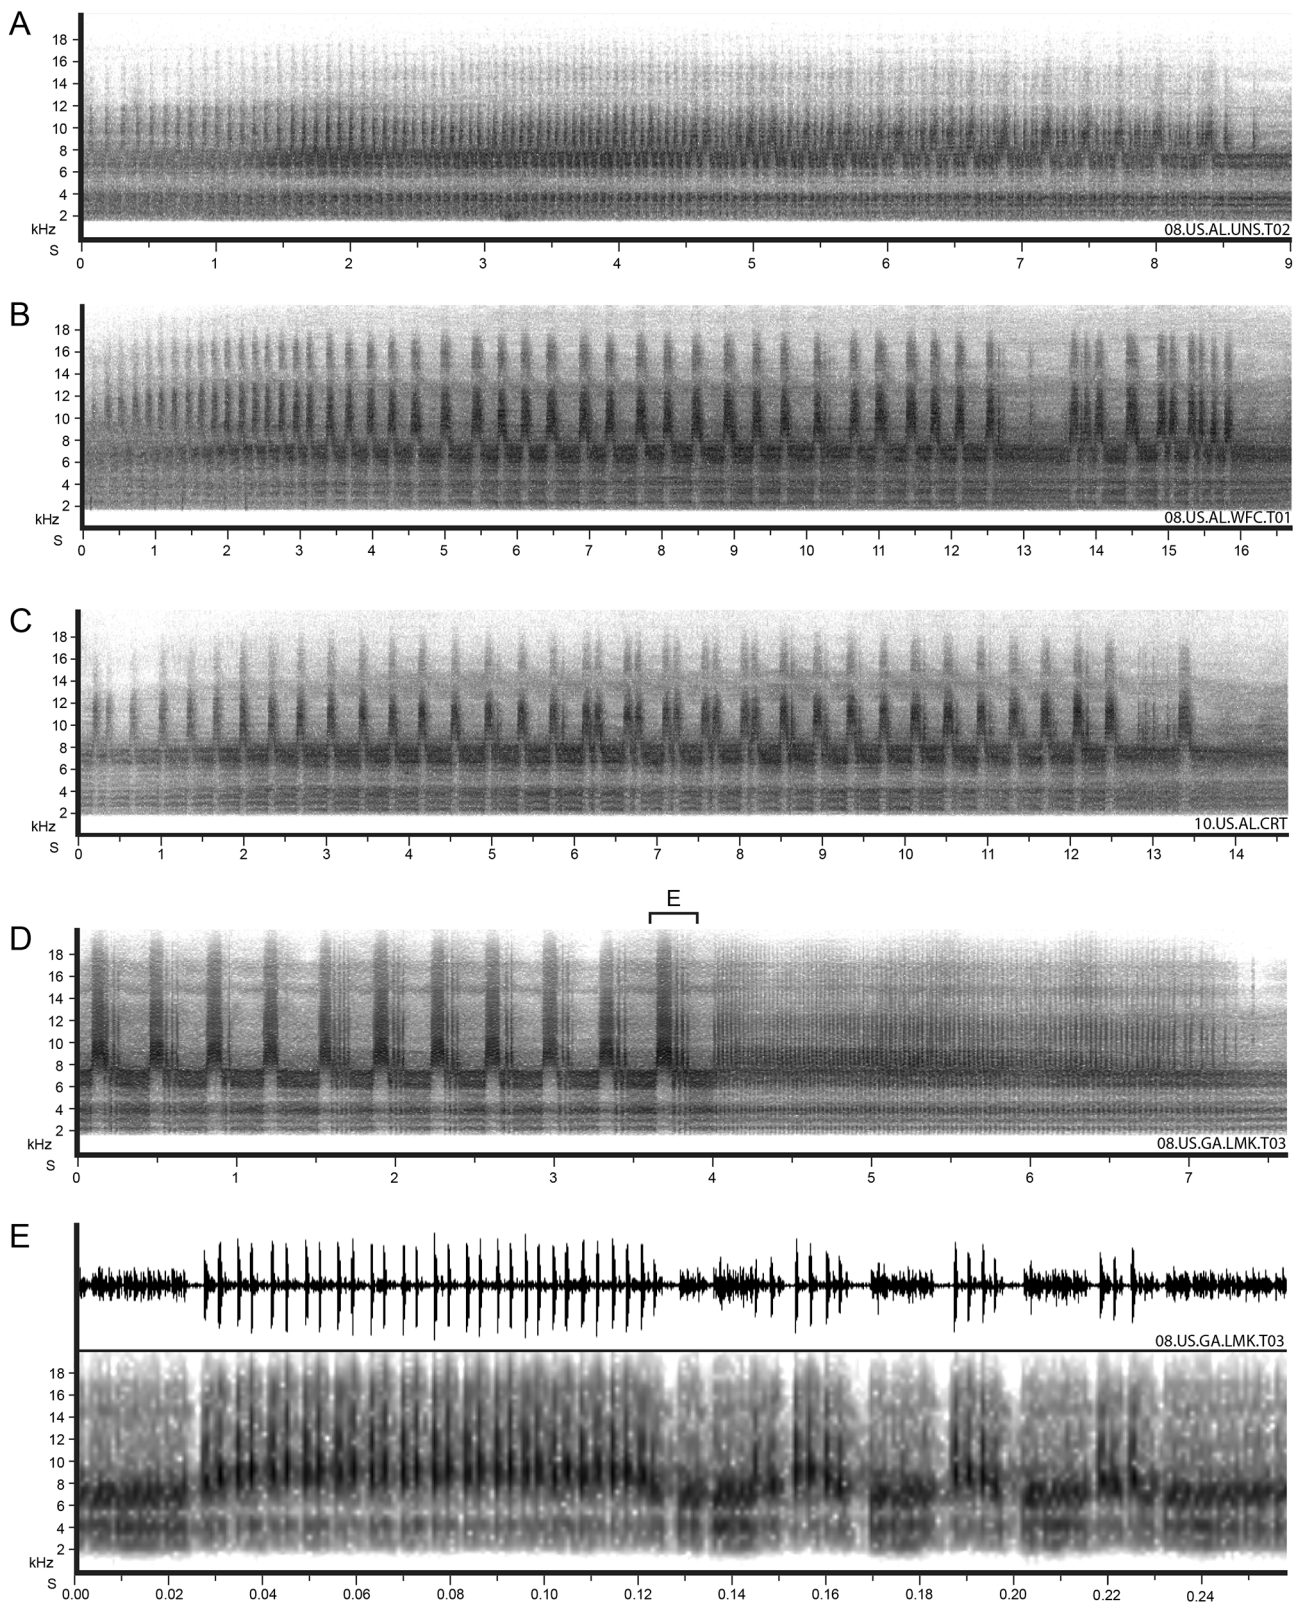 A
18
16
14
12
10
8
6
4
2
kHz
08.US.AL.UNS.T02
S
0 1 2 3 4 5 6 7 8 9
B
18
16
14
12
10
8
6
4
2
kHz
08.US.AL.WFC.T01
S
0 1 2 3 4 5 6 7 8 9 10 11 12 13 14 15 16
C
18
16
14
12
10
8
6
4
2
kHz
10.US.AL.CRT
S
0 1 2 3 4 5 6 7 8 9 10 11 12 13 14
E
D
18
16
14
12
10
8
6
4
2
kHz
08.US.GA.LMK.T03
S
0 1 2 3 4 5 6 7
E
08.US.GA.LMK.T03
18
16
14
12
10
8
6
4
2
kHz
S
0.00 0.02 0.04 0.06 0.08 0.10 0.12 0.14 0.16 0.18 0.20 0.22 0.24